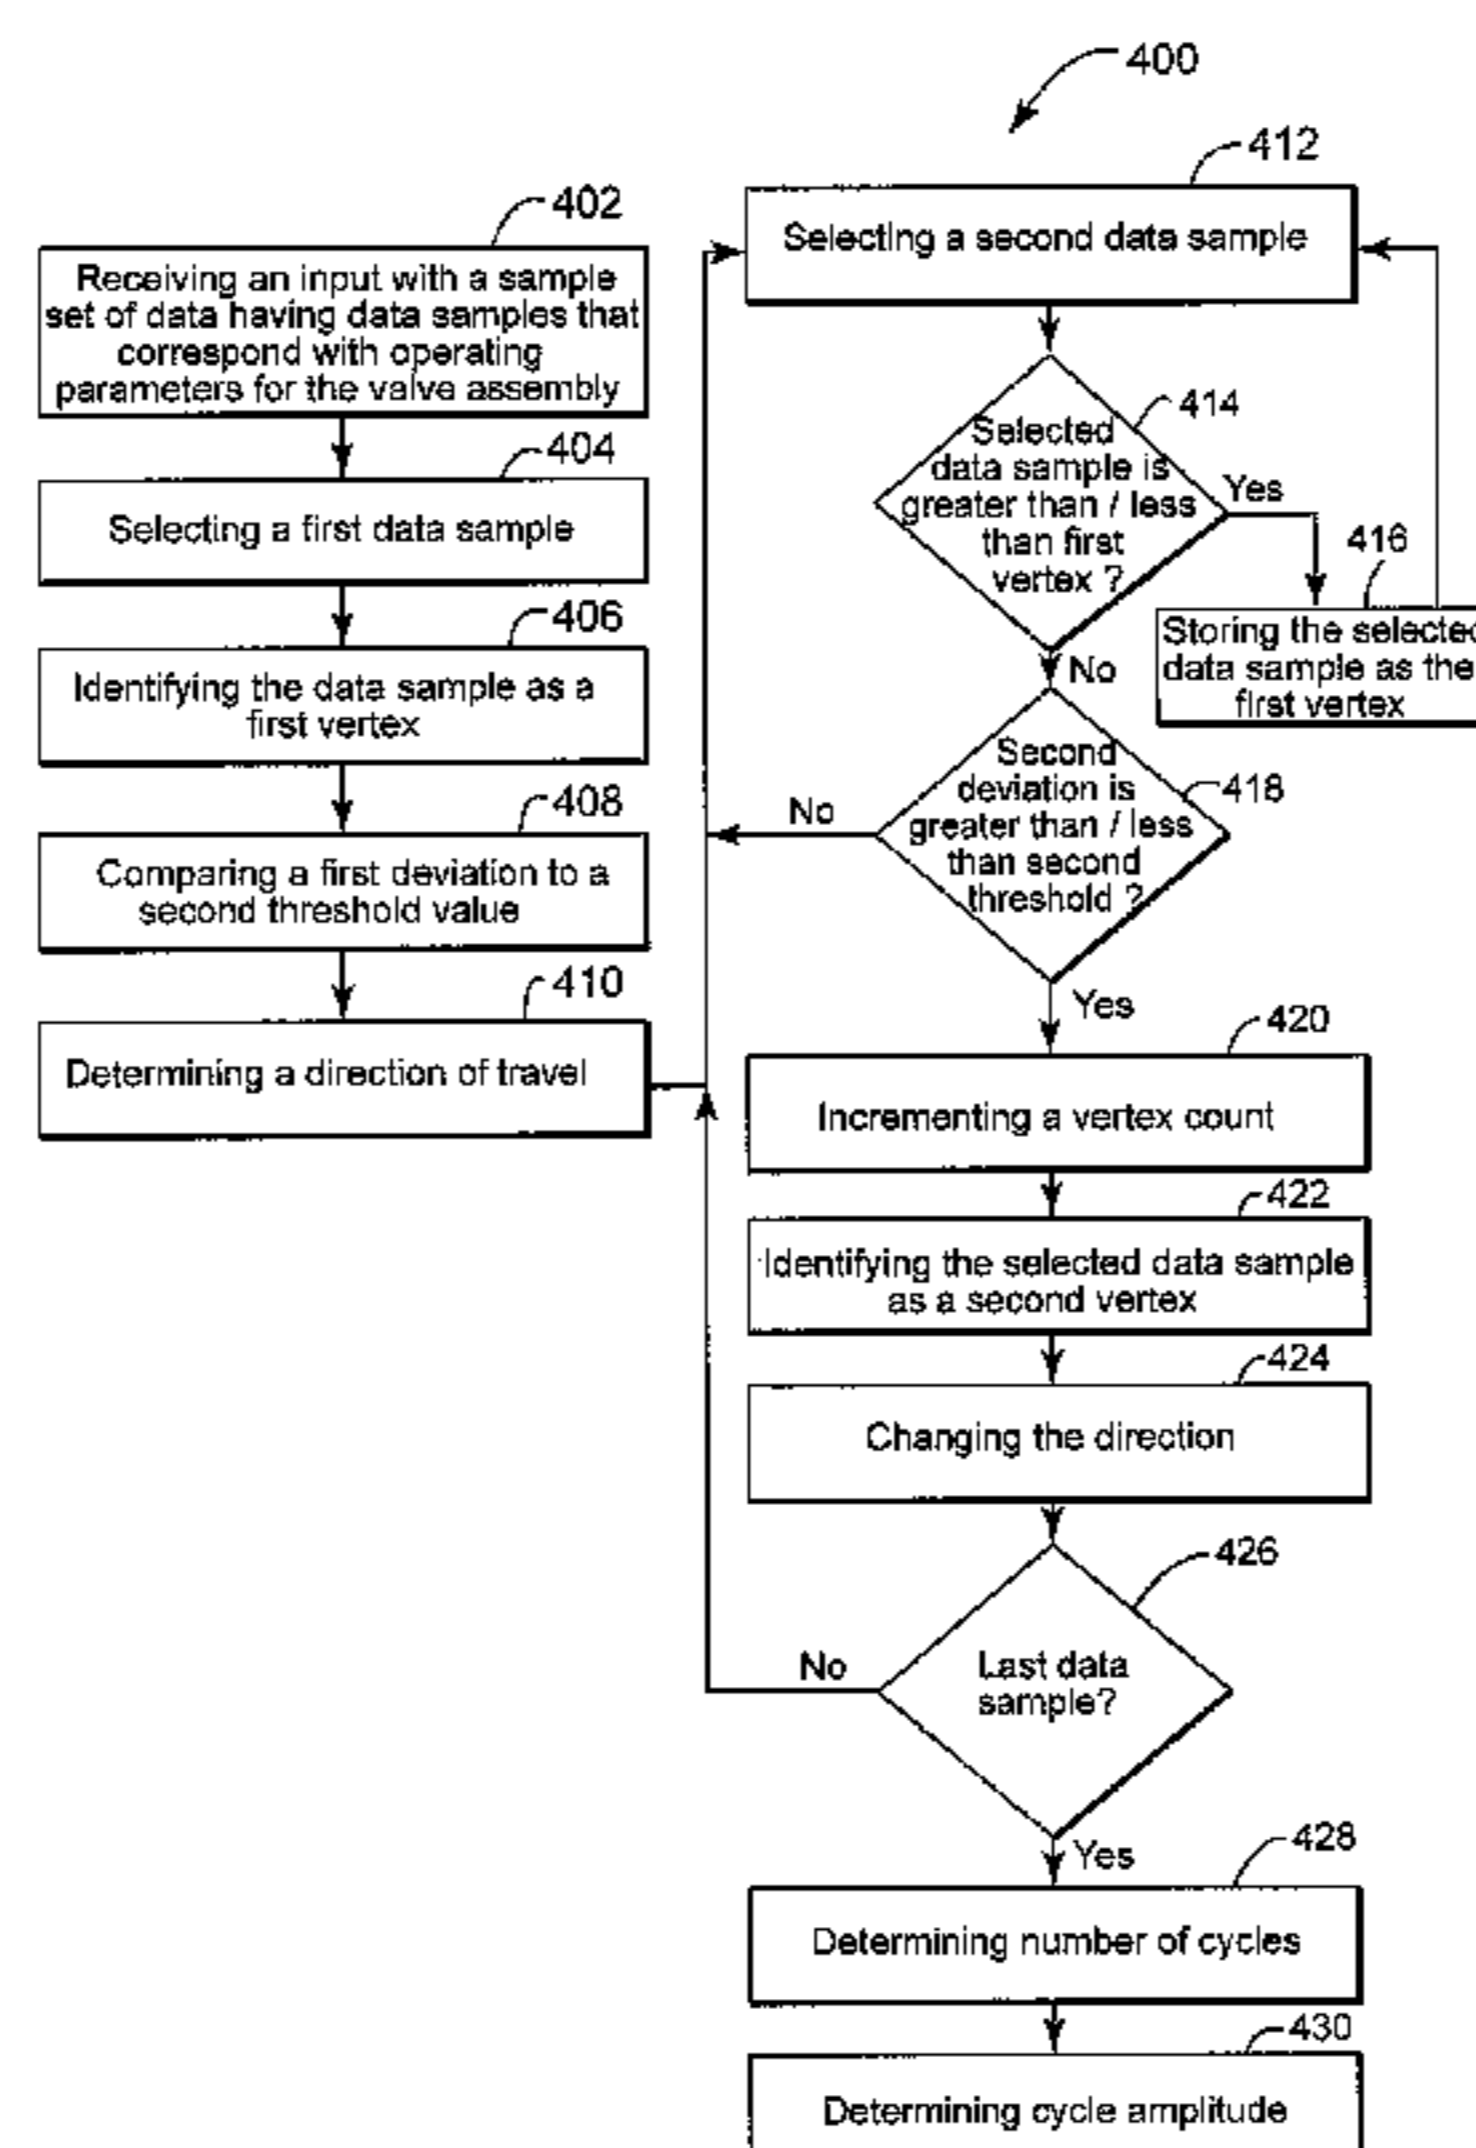 400
402
Receiving an input with a sample
set of data having data samples that
correspond with operating
parameters for the valve assembly
404
Selecting a first data sample
406
Identifying the data sample as a
first vertex
408
Comparing a first deviation to a
second threshold value
410
Determining a direction of travel
412
Selecting a second data sample
414
Selected
data sample is
greater than / less
than first
vertex ?
Yes
416
Storing the selected
data sample as the
first vertex
No
418
Second
deviation is
greater than / less
than second
threshold ?
No
Yes
420
Incrementing a vertex count
422
Identifying the selected data sample
as a second vertex
424
Changing the direction
426
Last data
sample?
No
Yes
428
Determining number of cycles
430
Determining cycle amplitude